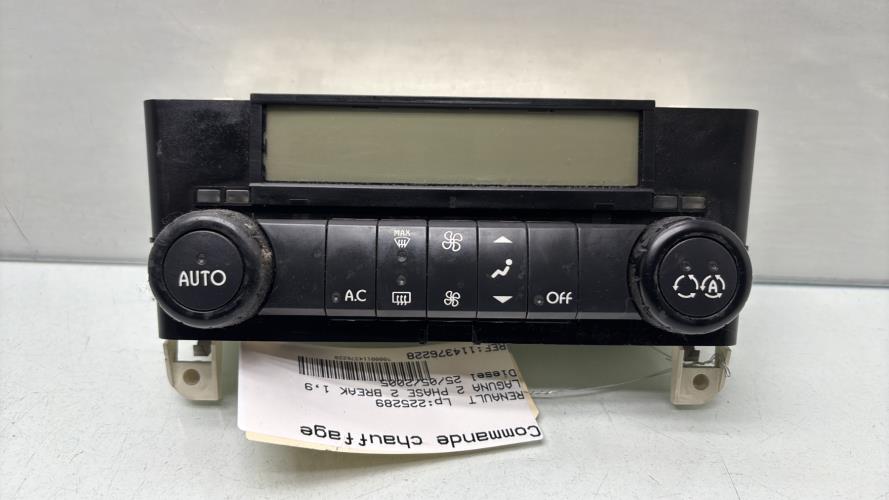 AUTO
A.C
MAX
Off
A
Commande chauffage
Lp:225289
RENAULT
LAGUNA 2 PHASE 2 BREAK 1,9
Diesel 25/05/2005
REF:1114376228